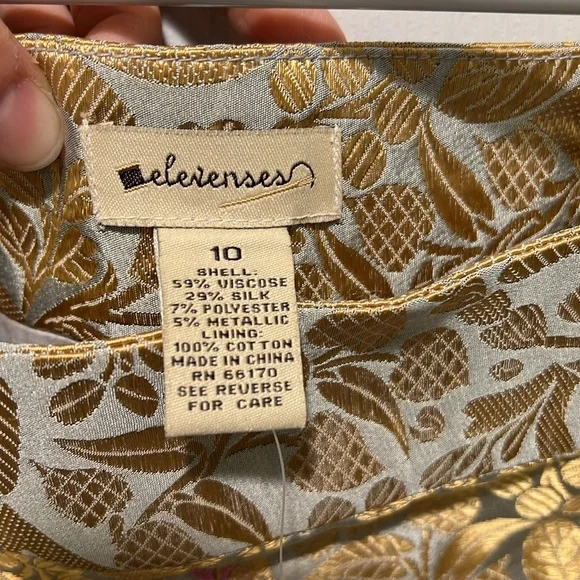 elevenses
10
SHELL:
59% VISCOSE
29% SILK
7% POLYESTER
5% METALLIC
LINING:
100% COTTON
MADE IN CHINA
RN 66170
SEE REVERSE
FOR CARE